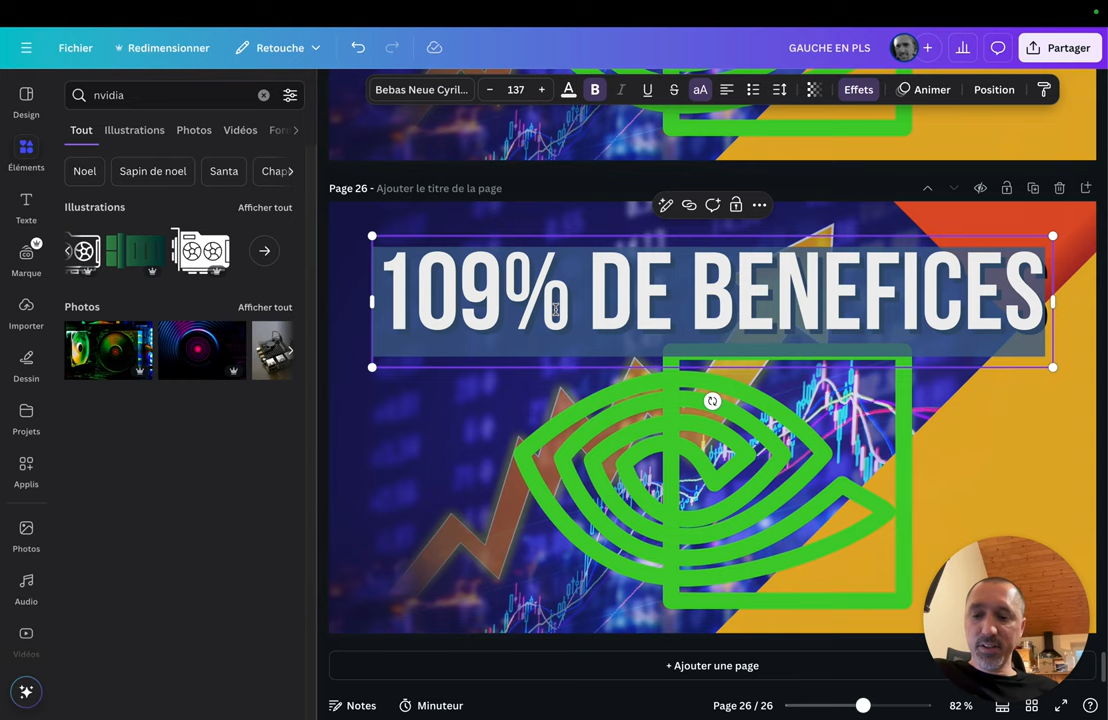 Fichier
Redimensionner
Retouche
GAUCHE EN PLS
Partager
Design
Éléments
Texte
Marque
Importer
Dessin
Projets
Applis
Photos
Audio
Vidéos
nvidia
Tout
Illustrations
Photos
Vidéos
For
Noel
Sapin de noel
Santa
Chap
Illustrations
Afficher tout
Photos
Afficher tout
Bebas Neue Cyril...
– 137 +
A
B
I
U
S
aA
Effets
Animer
Position
Page 26 - Ajouter le titre de la page
109% DE BENEFICES
+ Ajouter une page
Notes
Minuteur
Page 26 / 26
82 %